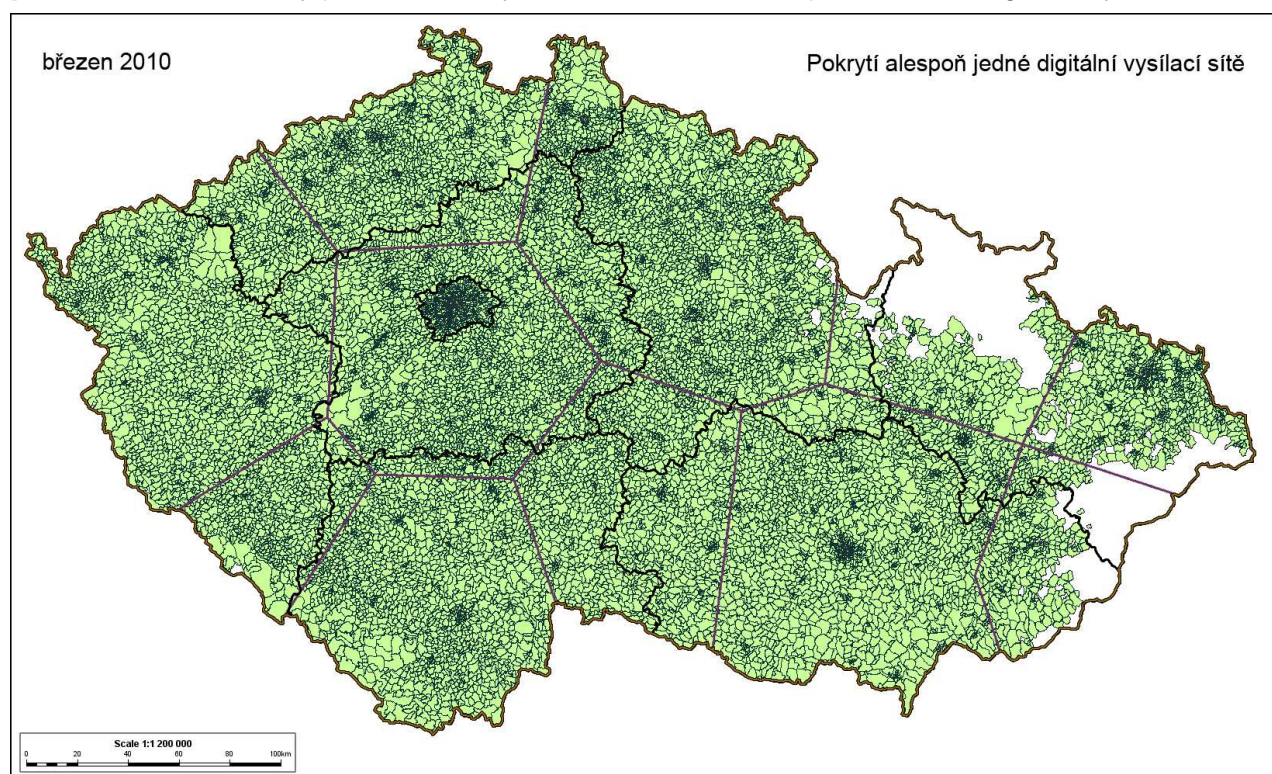 březen 2010
Pokrytí alespoň jedné digitální vysílací sítě
Scale 1:1 200 000
0 20 40 60 80 100km